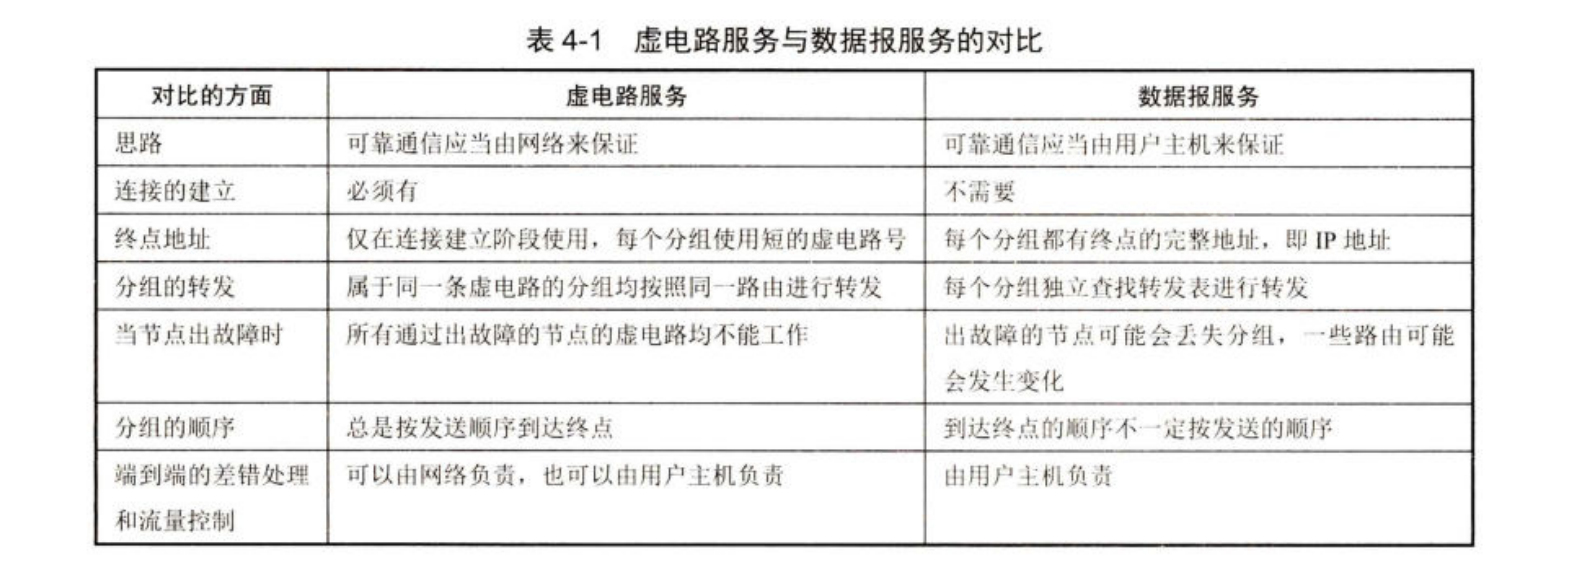 表 4-1 虚电路服务与数据报服务的对比
对比的方面 虚电路服务 数据报服务
思路 可靠通信应当由网络来保证 可靠通信应当由用户主机来保证
连接的建立 必须有 不需要
终点地址 仅在连接建立阶段使用，每个分组使用短的虚电路号 每个分组都有终点的完整地址，即 IP 地址
分组的转发 属于同一条虚电路的分组均按照同一路由进行转发 每个分组独立查找转发表进行转发
当节点出故障时 所有通过出故障的节点的虚电路均不能工作 出故障的节点可能会丢失分组，一些路由可能
会发生变化
分组的顺序 总是按发送顺序到达终点 到达终点的顺序不一定按发送的顺序
端到端的差错处理 可以由网络负责，也可以由用户主机负责 由用户主机负责
和流量控制